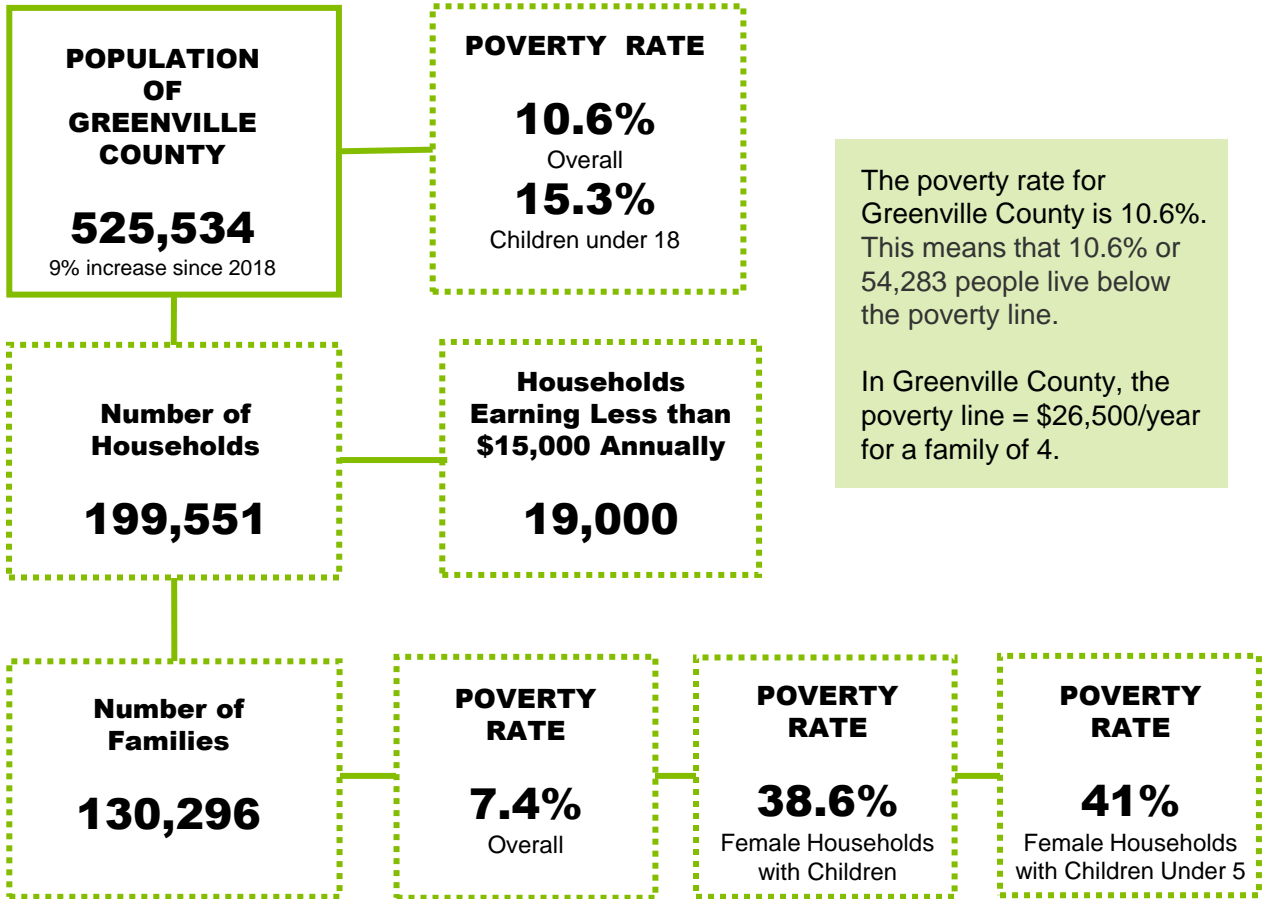 POPULATION
OF
GREENVILLE
COUNTY
525,534
9% increase since 2018
POVERTY RATE
10.6%
Overall
15.3%
Children under 18
The poverty rate for
Greenville County is 10.6%.
This means that 10.6% or
54,283 people live below
the poverty line.
In Greenville County, the
poverty line = $26,500/year
for a family of 4.
Number of
Households
199,551
Households
Earning Less than
$15,000 Annually
19,000
Number of
Families
130,296
POVERTY
RATE
7.4%
Overall
POVERTY
RATE
38.6%
Female Households
with Children
POVERTY
RATE
41%
Female Households
with Children Under 5